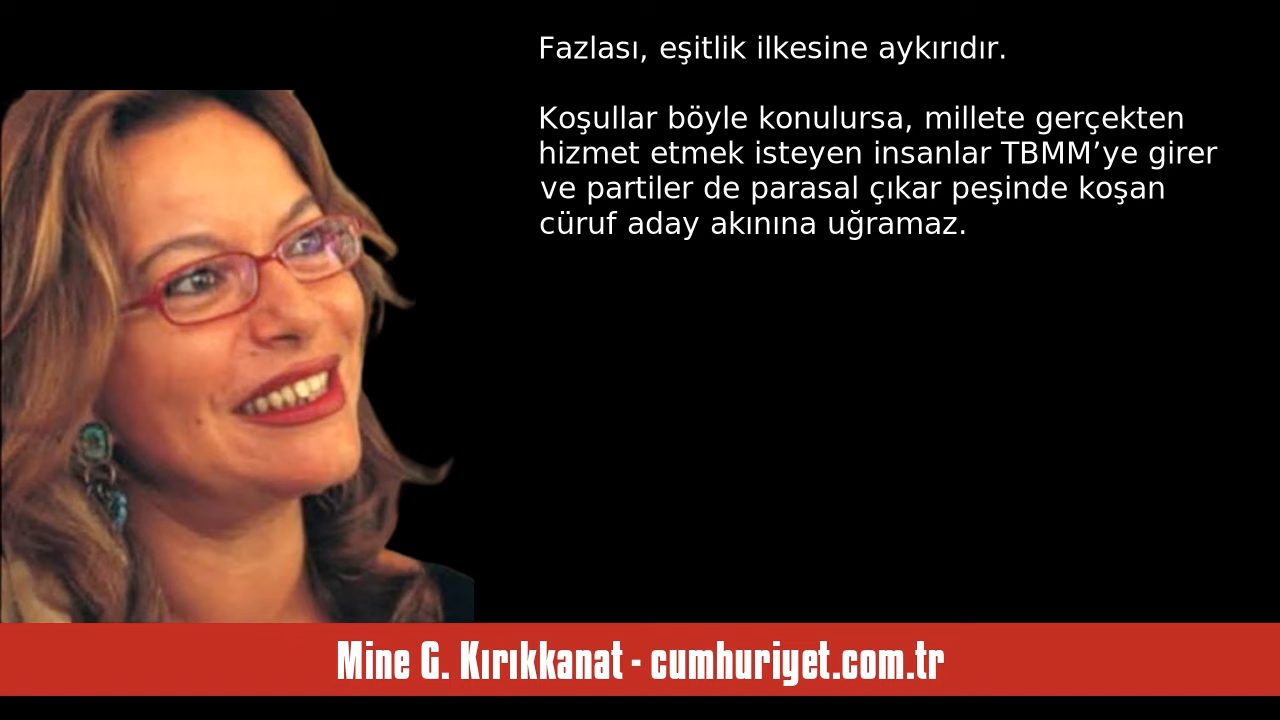 Fazlası, eşitlik ilkesine aykırıdır.
Koşullar böyle konulursa, millete gerçekten
hizmet etmek isteyen insanlar TBMM’ye girer
ve partiler de parasal çıkar peşinde koşan
cüruf aday akınına uğramaz.
Mine G. Kırıkkanat - cumhuriyet.com.tr